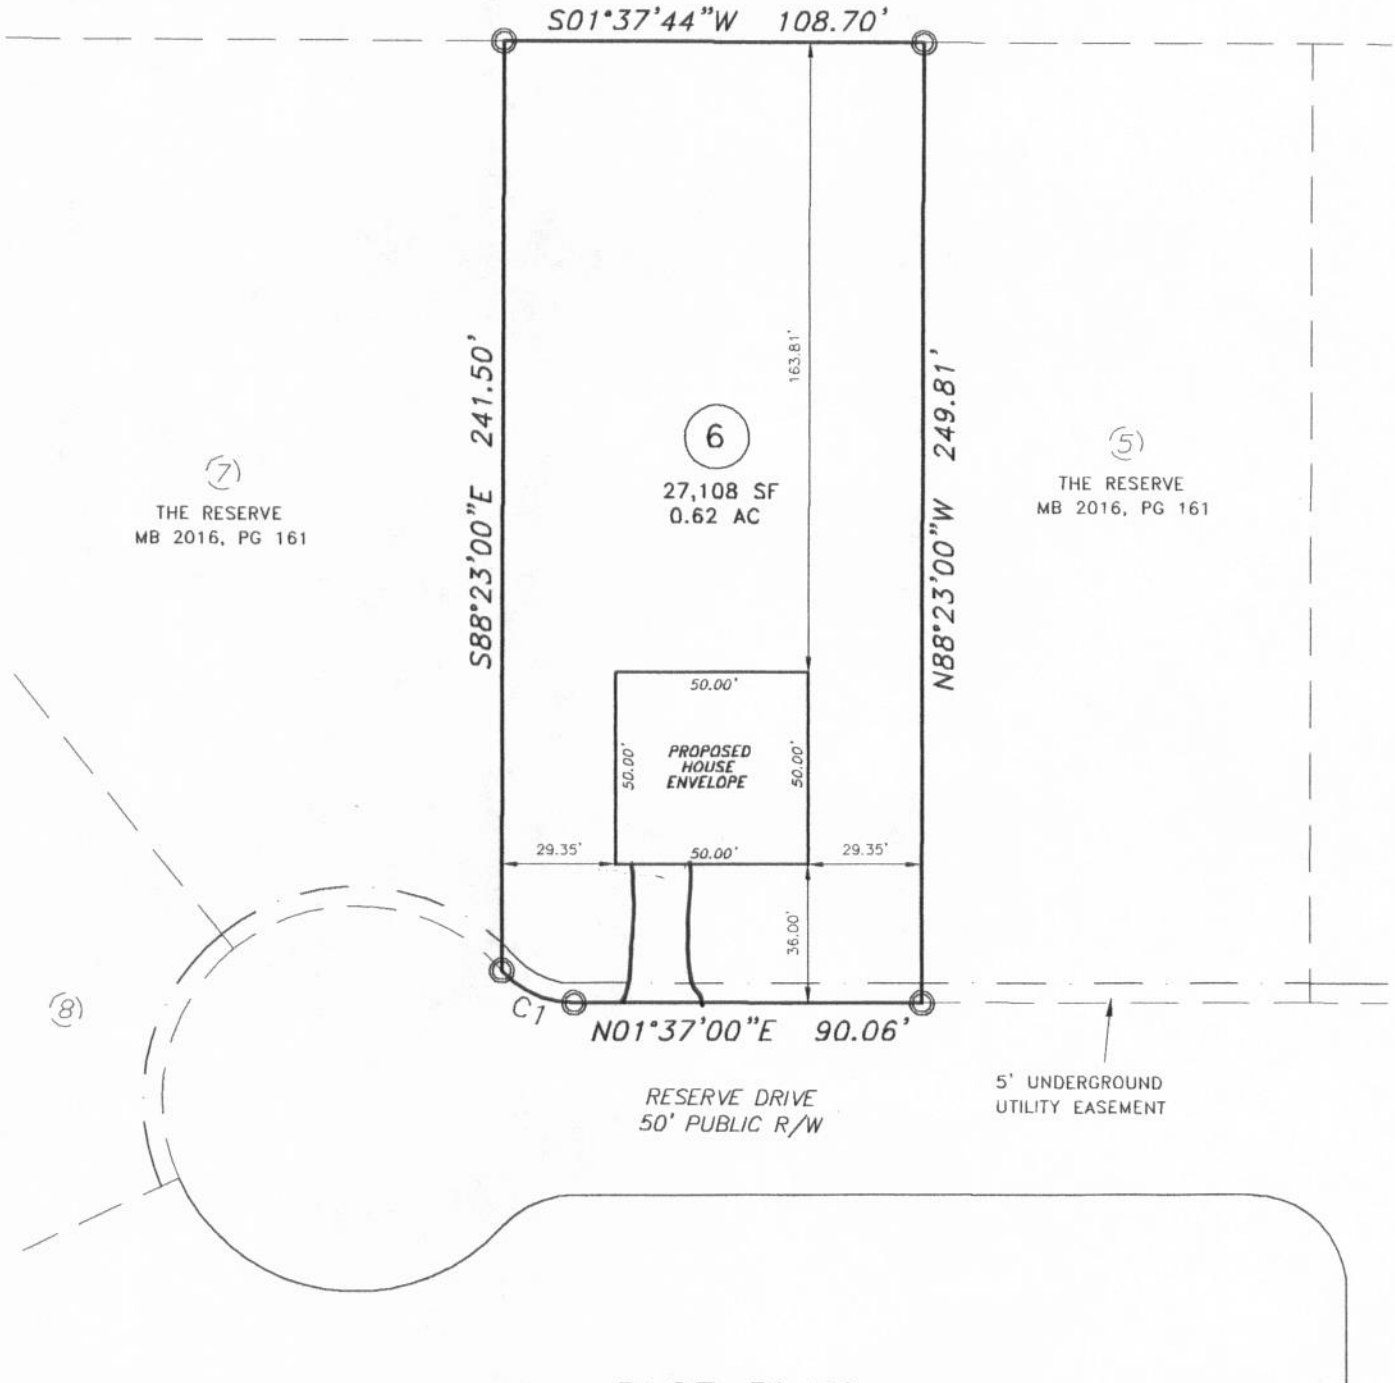 S01°37'44"W 108.70'
163.81'
S88°23'00"E 241.50'
N88°23'00"W 249.81'
6
27,108 SF
0.62 AC
7
THE RESERVE
MB 2016, PG 161
5
THE RESERVE
MB 2016, PG 161
50.00'
50.00'
PROPOSED
HOUSE
ENVELOPE
50.00'
29.35'
50.00'
29.35'
36.00'
8
C1
N01°37'00"E 90.06'
RESERVE DRIVE
50' PUBLIC R/W
5' UNDERGROUND
UTILITY EASEMENT